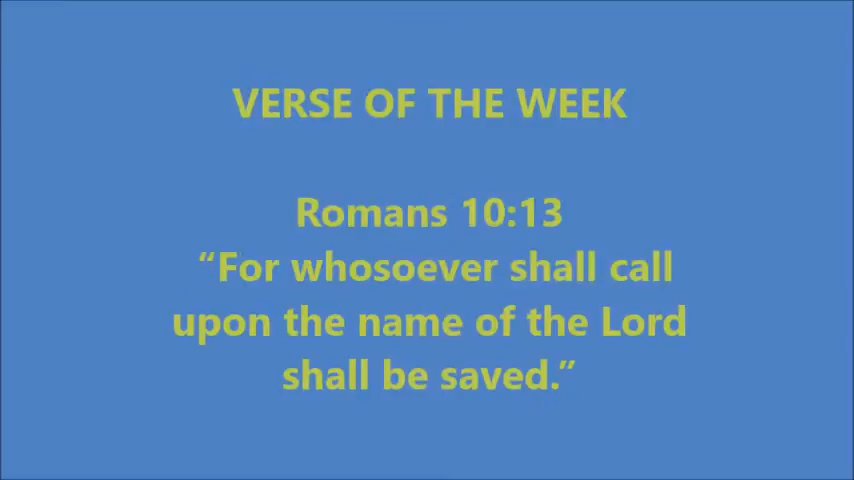 VERSE OF THE WEEK
Romans 10:13
“For whosoever shall call
upon the name of the Lord
shall be saved.”